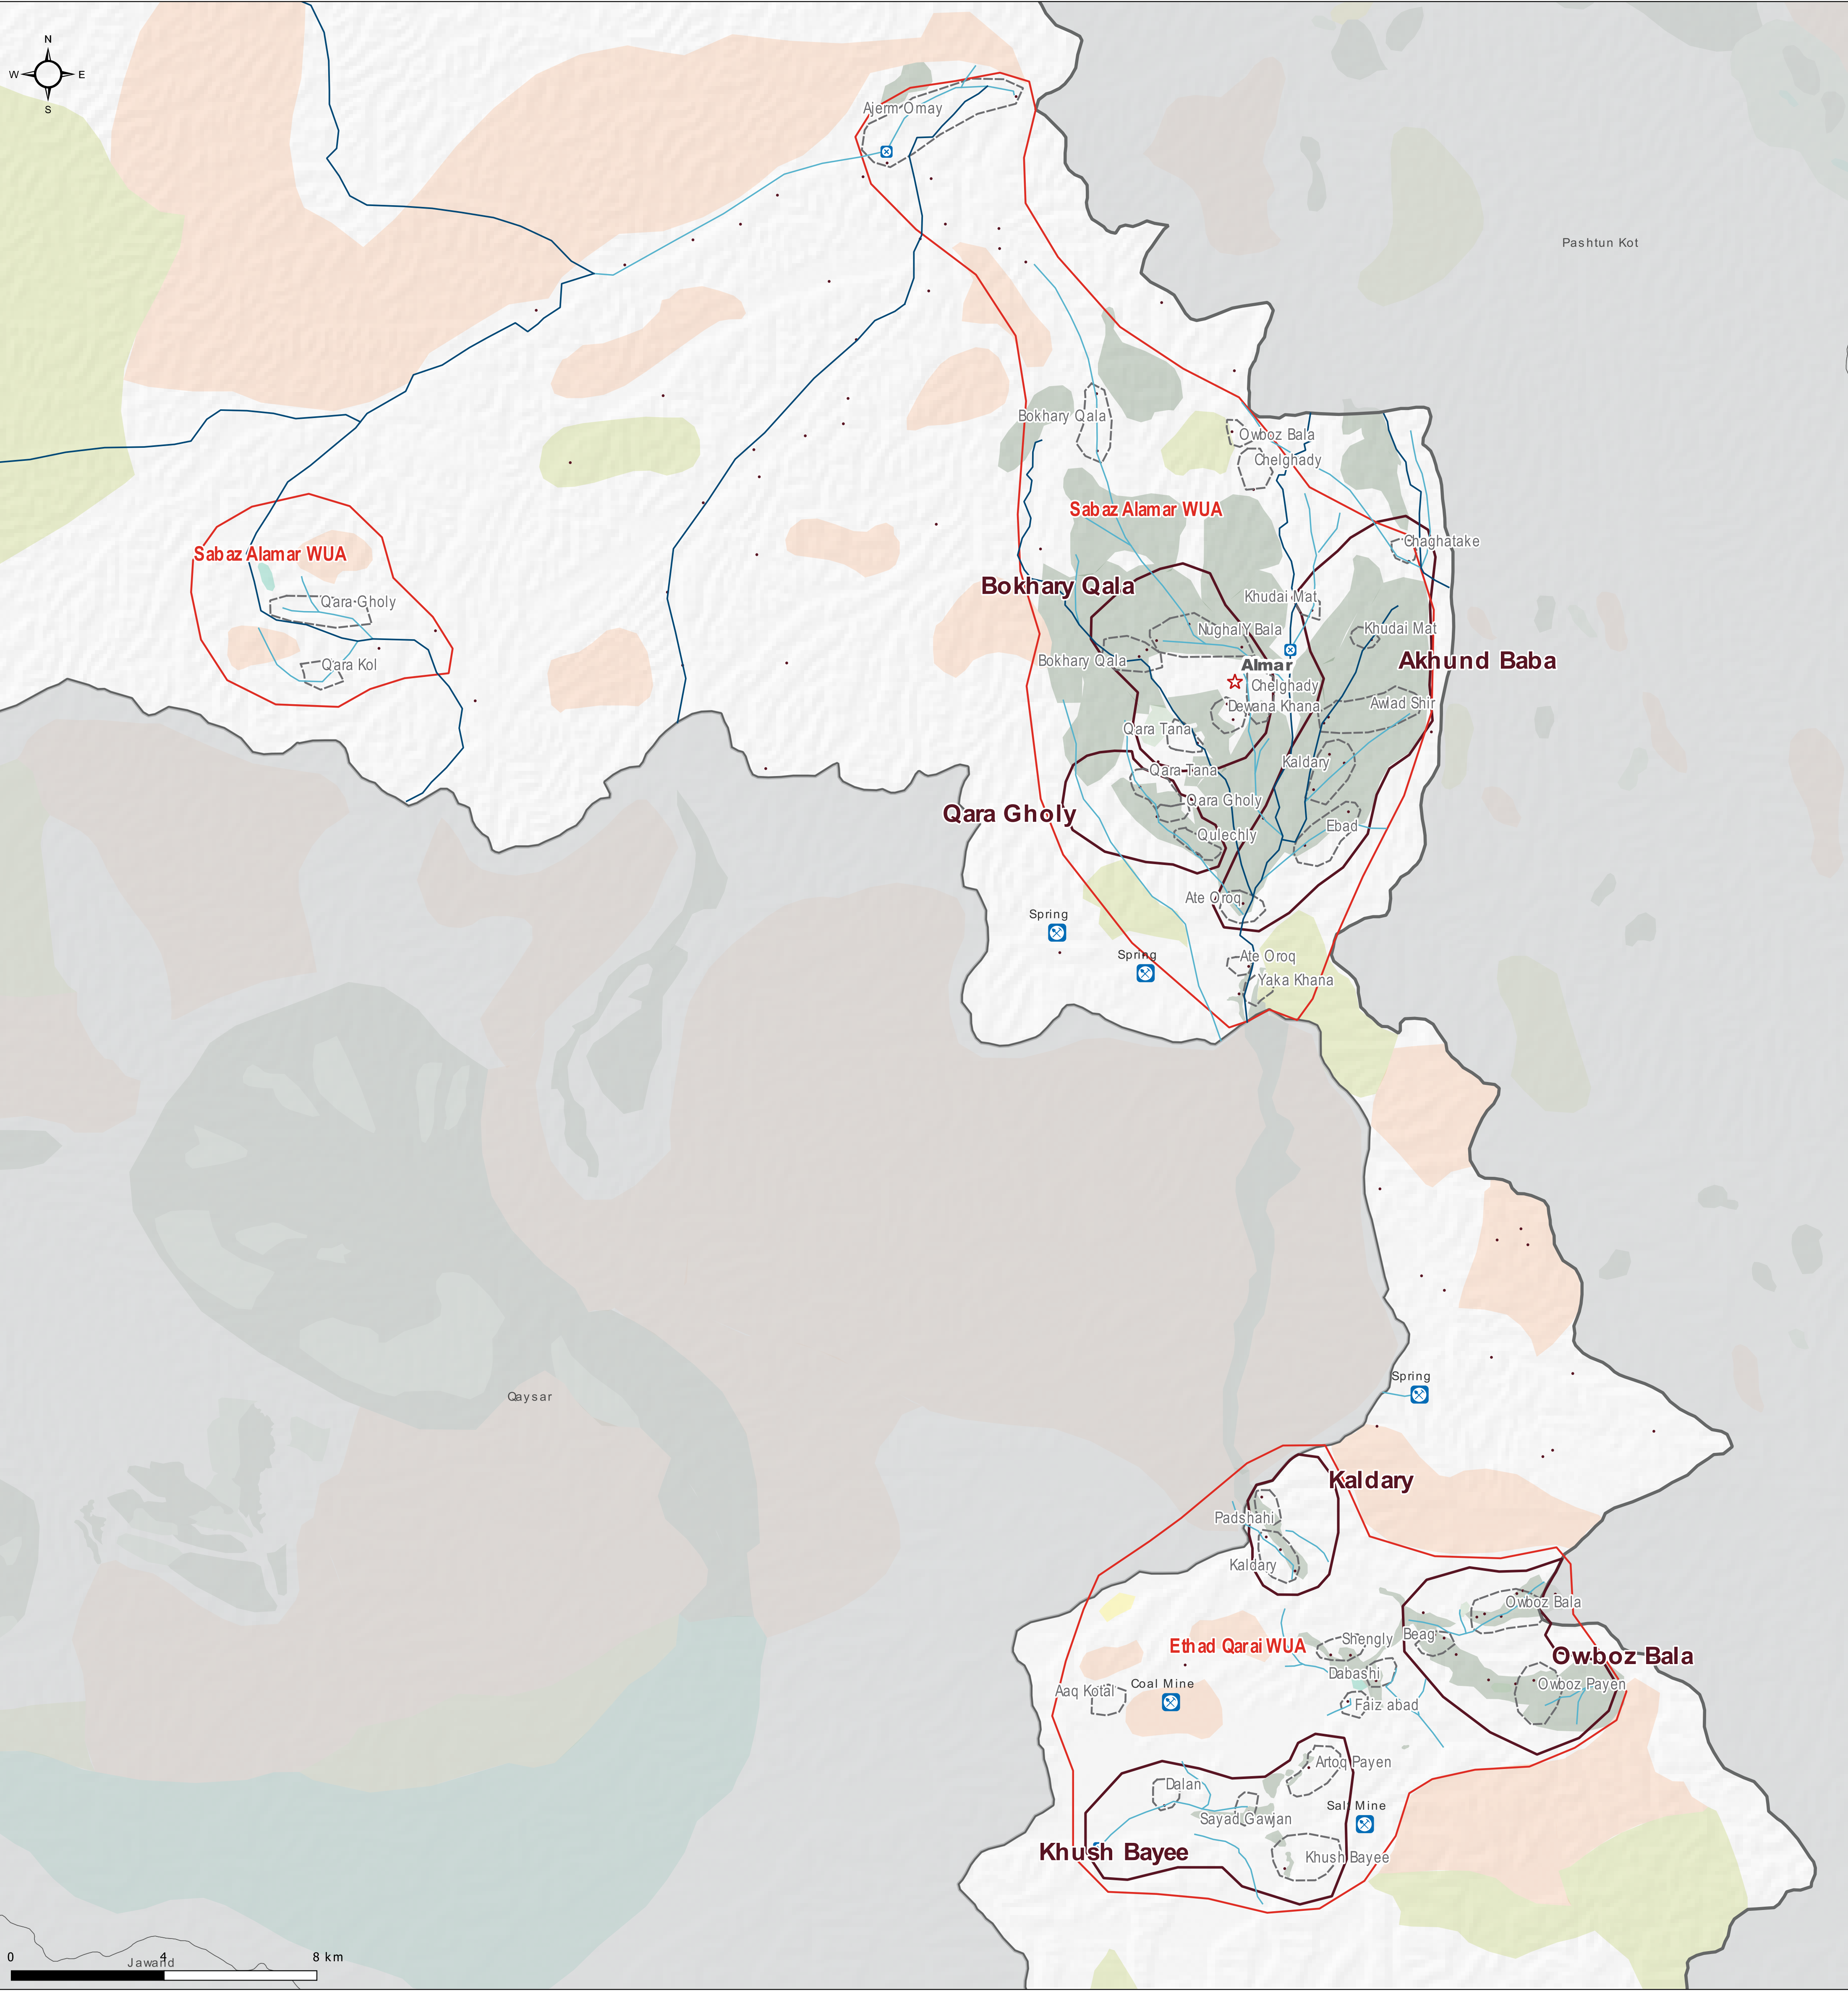 N
W E
S
Ajerm Omay
Pashtun Kot
Bokhary Qala
Owboz Bala
Chelghady
Sabaz Alamar WUA
Chaghatake
Sabaz Alamar WUA
Bokhary Qala
Khudai Mat
Qara Gholy
Nughaly Bala
Khudai Mat
Qara Kol
Bokhary Qala
Almar
Akhund Baba
Chelghady
Dewana Khana
Awlad Shir
Qara Tana
Kaldary
Qara Tana
Qara Gholy
Qara Gholy
Ebad
Qulechly
Ate Oroq
Spring
Spring
Ate Oroq
Yaka Khana
Spring
Qaysar
Kaldary
Padshahi
Kaldary
Owboz Bala
Beag
Shengly
Ethad Qarai WUA
Owboz Bala
Dabashi
Coal Mine
Owboz Payen
Aaq Kotal
Faiz abad
Artoq Payen
Dalan
Salt Mine
Sayad Gawjan
Khush Bayee
Khush Bayee
0 4 8 km
Jawand